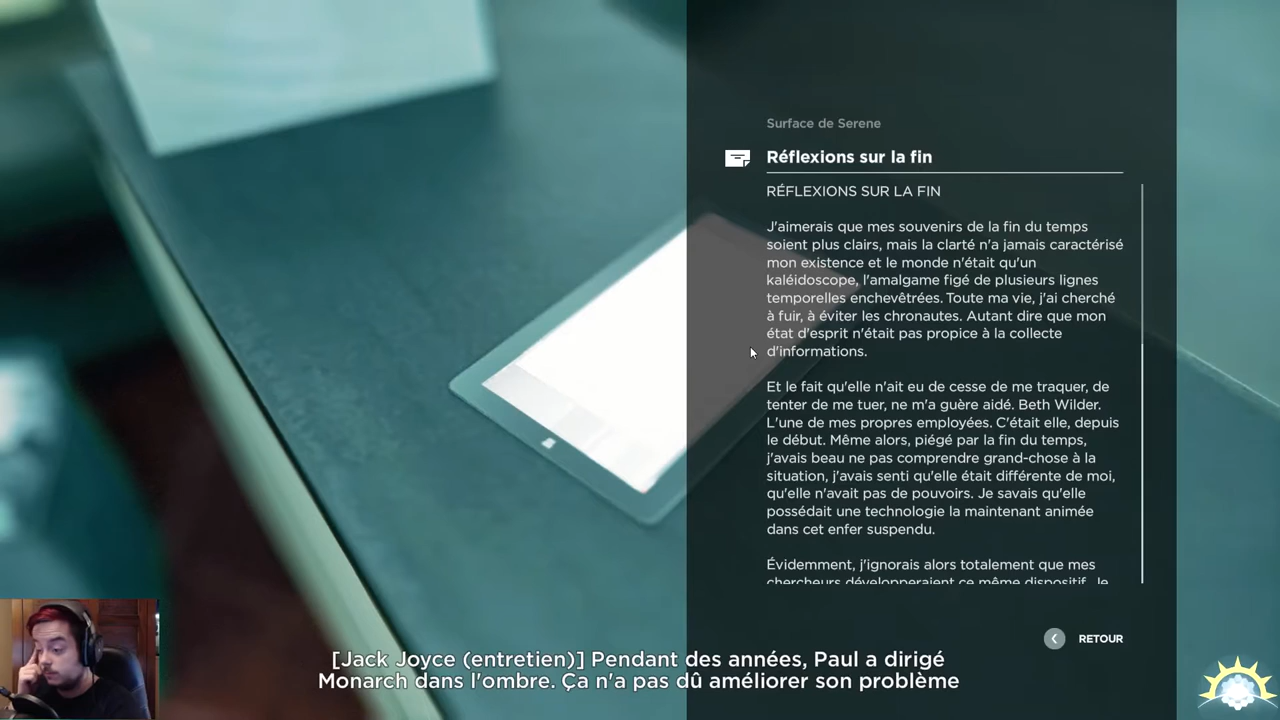 Surface de Serene
Réflexions sur la fin
RÉFLEXIONS SUR LA FIN
J'aimerais que mes souvenirs de la fin du temps
soient plus clairs, mais la clarté n'a jamais caractérisé
mon existence et le monde n'était qu'un
kaléidoscope, l'amalgame figé de plusieurs lignes
temporelles enchevêtrées. Toute ma vie, j'ai cherché
à fuir, à éviter les chronautes. Autant dire que mon
état d'esprit n'était pas propice à la collecte
d'informations.
Et le fait qu'elle n'ait eu de cesse de me traquer, de
tenter de me tuer, ne m'a guère aidé. Beth Wilder.
L'une de mes propres employées. C'était elle, depuis
le début. Même alors, piégé par la fin du temps,
j'avais beau ne pas comprendre grand-chose à la
situation, j'avais senti qu'elle était différente de moi,
qu'elle n'avait pas de pouvoirs. Je savais qu'elle
possédait une technologie la maintenant animée
dans cet enfer suspendu.
Évidemment, j'ignorais alors totalement que mes
chercheurs développeraient ce même dispositif. Je
RETOUR
[Jack Joyce (entretien)] Pendant des années, Paul a dirigé
Monarch dans l'ombre. Ça n'a pas dû améliorer son problème